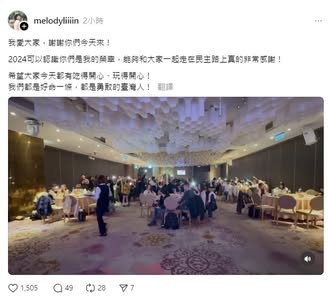 melodyliiiin 2小時
我愛大家，謝謝你們今天來！
2024可以認識你們是我的榮幸，能夠和大家一起走在民主路上真的非常感謝！
希望大家今天都有吃得開心、玩得開心！
我們都是好命一條，都是勇敢的臺灣人！ 翻譯
1,505 49 28 7